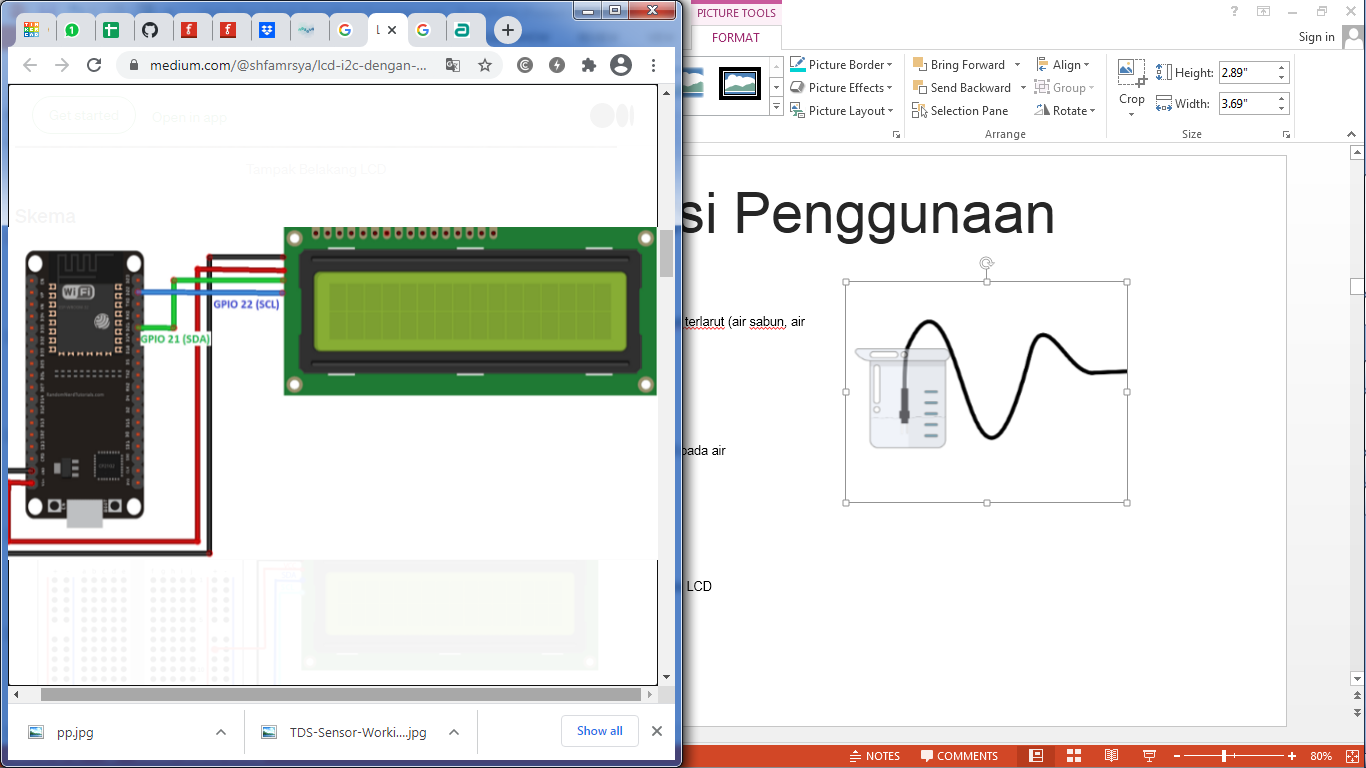 medium.com/@shfamrsya/lcd-i2c-dengan-...
Get started
Open in app
Tampak Belakang LCD
Skema
WiFi
GPIO 22 (SCL)
GPIO 21 (SDA)
RandomNerdTutorials.com
pp.jpg
TDS-Sensor-Worki....jpg
Show all
PICTURE TOOLS
FORMAT
Sign in
Picture Border
Picture Effects
Picture Layout
Bring Forward
Send Backward
Selection Pane
Align
Group
Rotate
Arrange
Crop
Height: 2.89"
Width: 3.69"
Size
si Penggunaan
terlarut (air sabun, air
pada air
LCD
NOTES
COMMENTS
80%